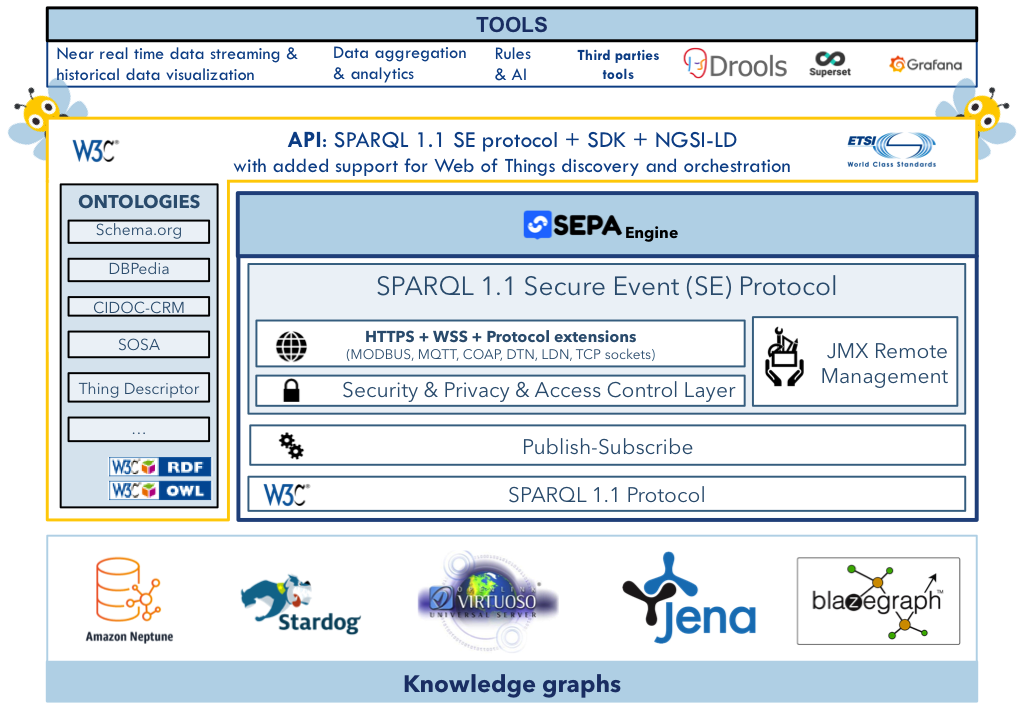 TOOLS
Near real time data streaming &
historical data visualization
Data aggregation
& analytics
Rules
& AI
Third parties
tools
Drools
Superset
Grafana
W3C®
API: SPARQL 1.1 SE protocol + SDK + NGSI-LD
with added support for Web of Things discovery and orchestration
ETSI
World Class Standards
ONTOLOGIES
Schema.org
DBPedia
CIDOC-CRM
SOSA
Thing Descriptor
...
W3C RDF
W3C OWL
SEPA Engine
SPARQL 1.1 Secure Event (SE) Protocol
HTTPS + WSS + Protocol extensions
(MODBUS, MQTT, COAP, DTN, LDN, TCP sockets)
Security & Privacy & Access Control Layer
JMX Remote
Management
Publish-Subscribe
W3C®
SPARQL 1.1 Protocol
Amazon Neptune
Stardog
OPENLINK
VIRTUOSO
UNIVERSAL SERVER
Jena
blazegraph™
Knowledge graphs